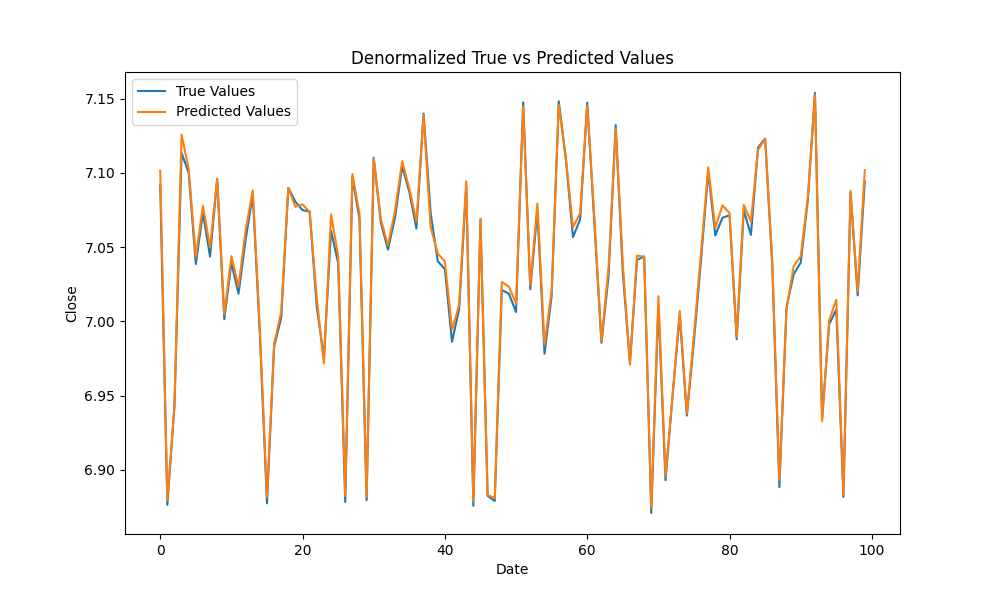 Denormalized True vs Predicted Values
True Values
Predicted Values
7.15
7.10
7.05
7.00
6.95
6.90
Close
0 20 40 60 80 100
Date